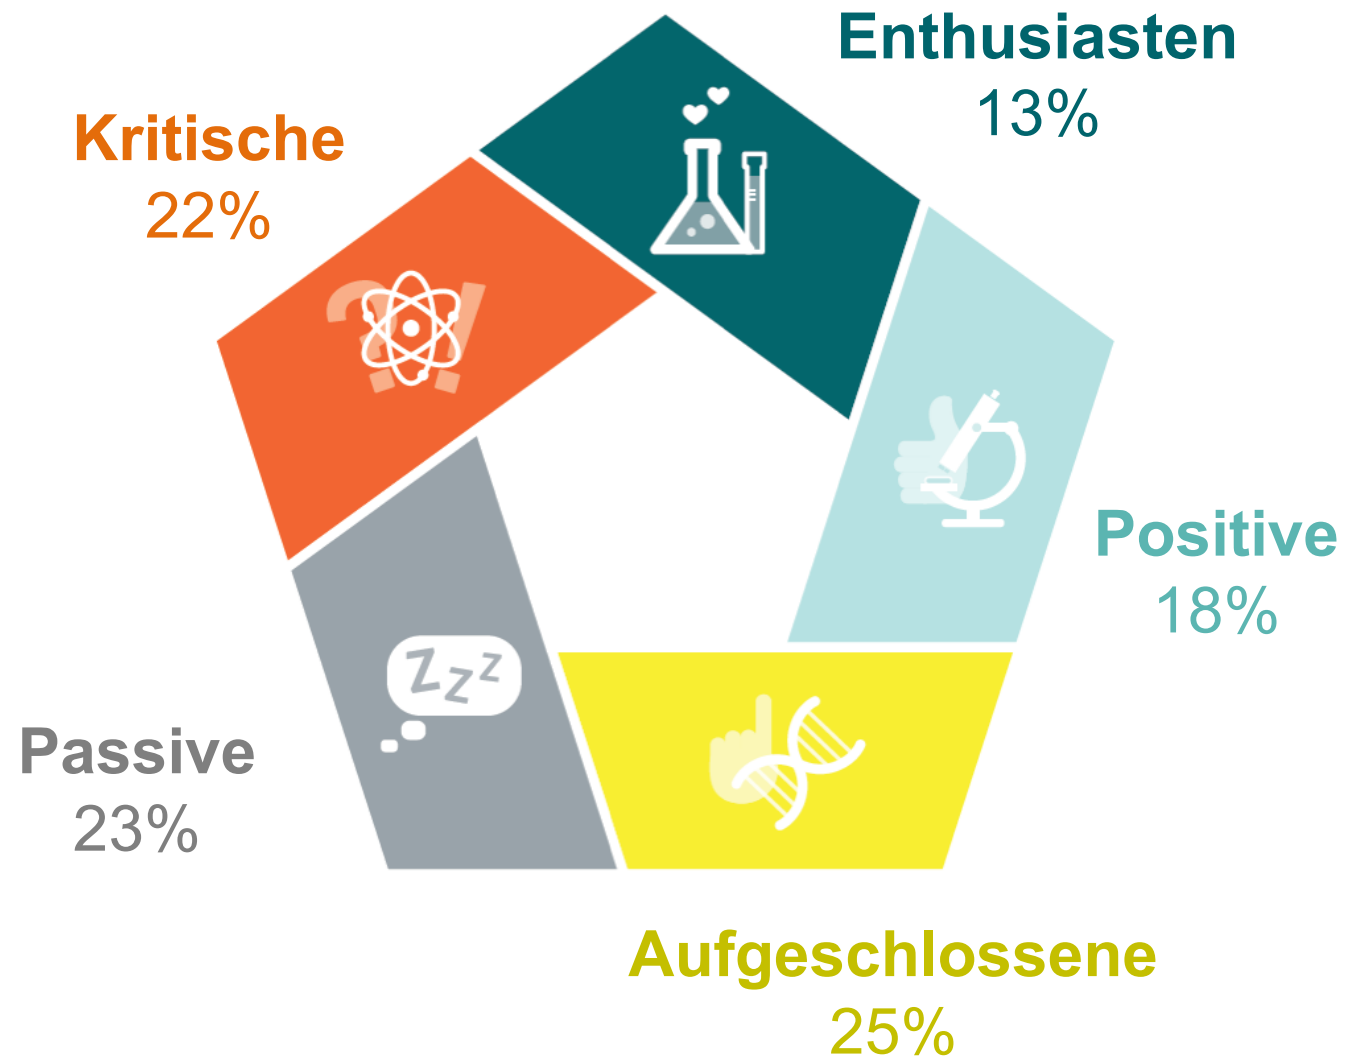 Enthusiasten
13%
Kritische
22%
Positive
18%
Passive
23%
Aufgeschlossene
25%
?!
Z Z Z